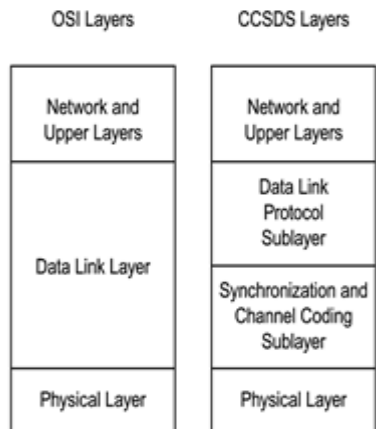 OSI Layers
CCSDS Layers
Network and
Upper Layers
Data Link Layer
Physical Layer
Network and
Upper Layers
Data Link
Protocol
Sublayer
Synchronization and
Channel Coding
Sublayer
Physical Layer